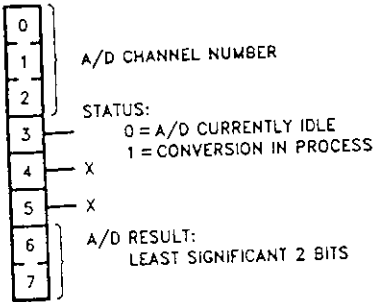 0
1
A/D CHANNEL NUMBER
2
STATUS:
3
0 = A/D CURRENTLY IDLE
1 = CONVERSION IN PROCESS
4
X
5
X
6
A/D RESULT:
LEAST SIGNIFICANT 2 BITS
7